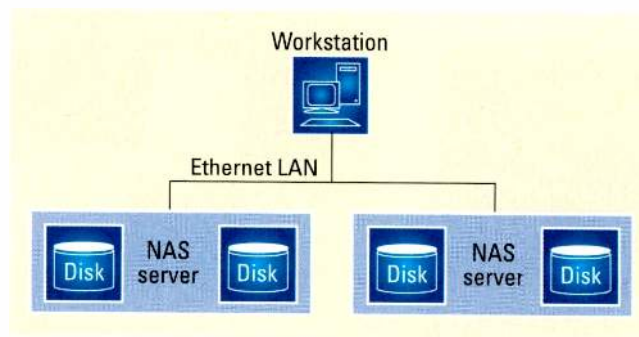 Workstation
Ethernet LAN
Disk NAS server Disk
Disk NAS server Disk